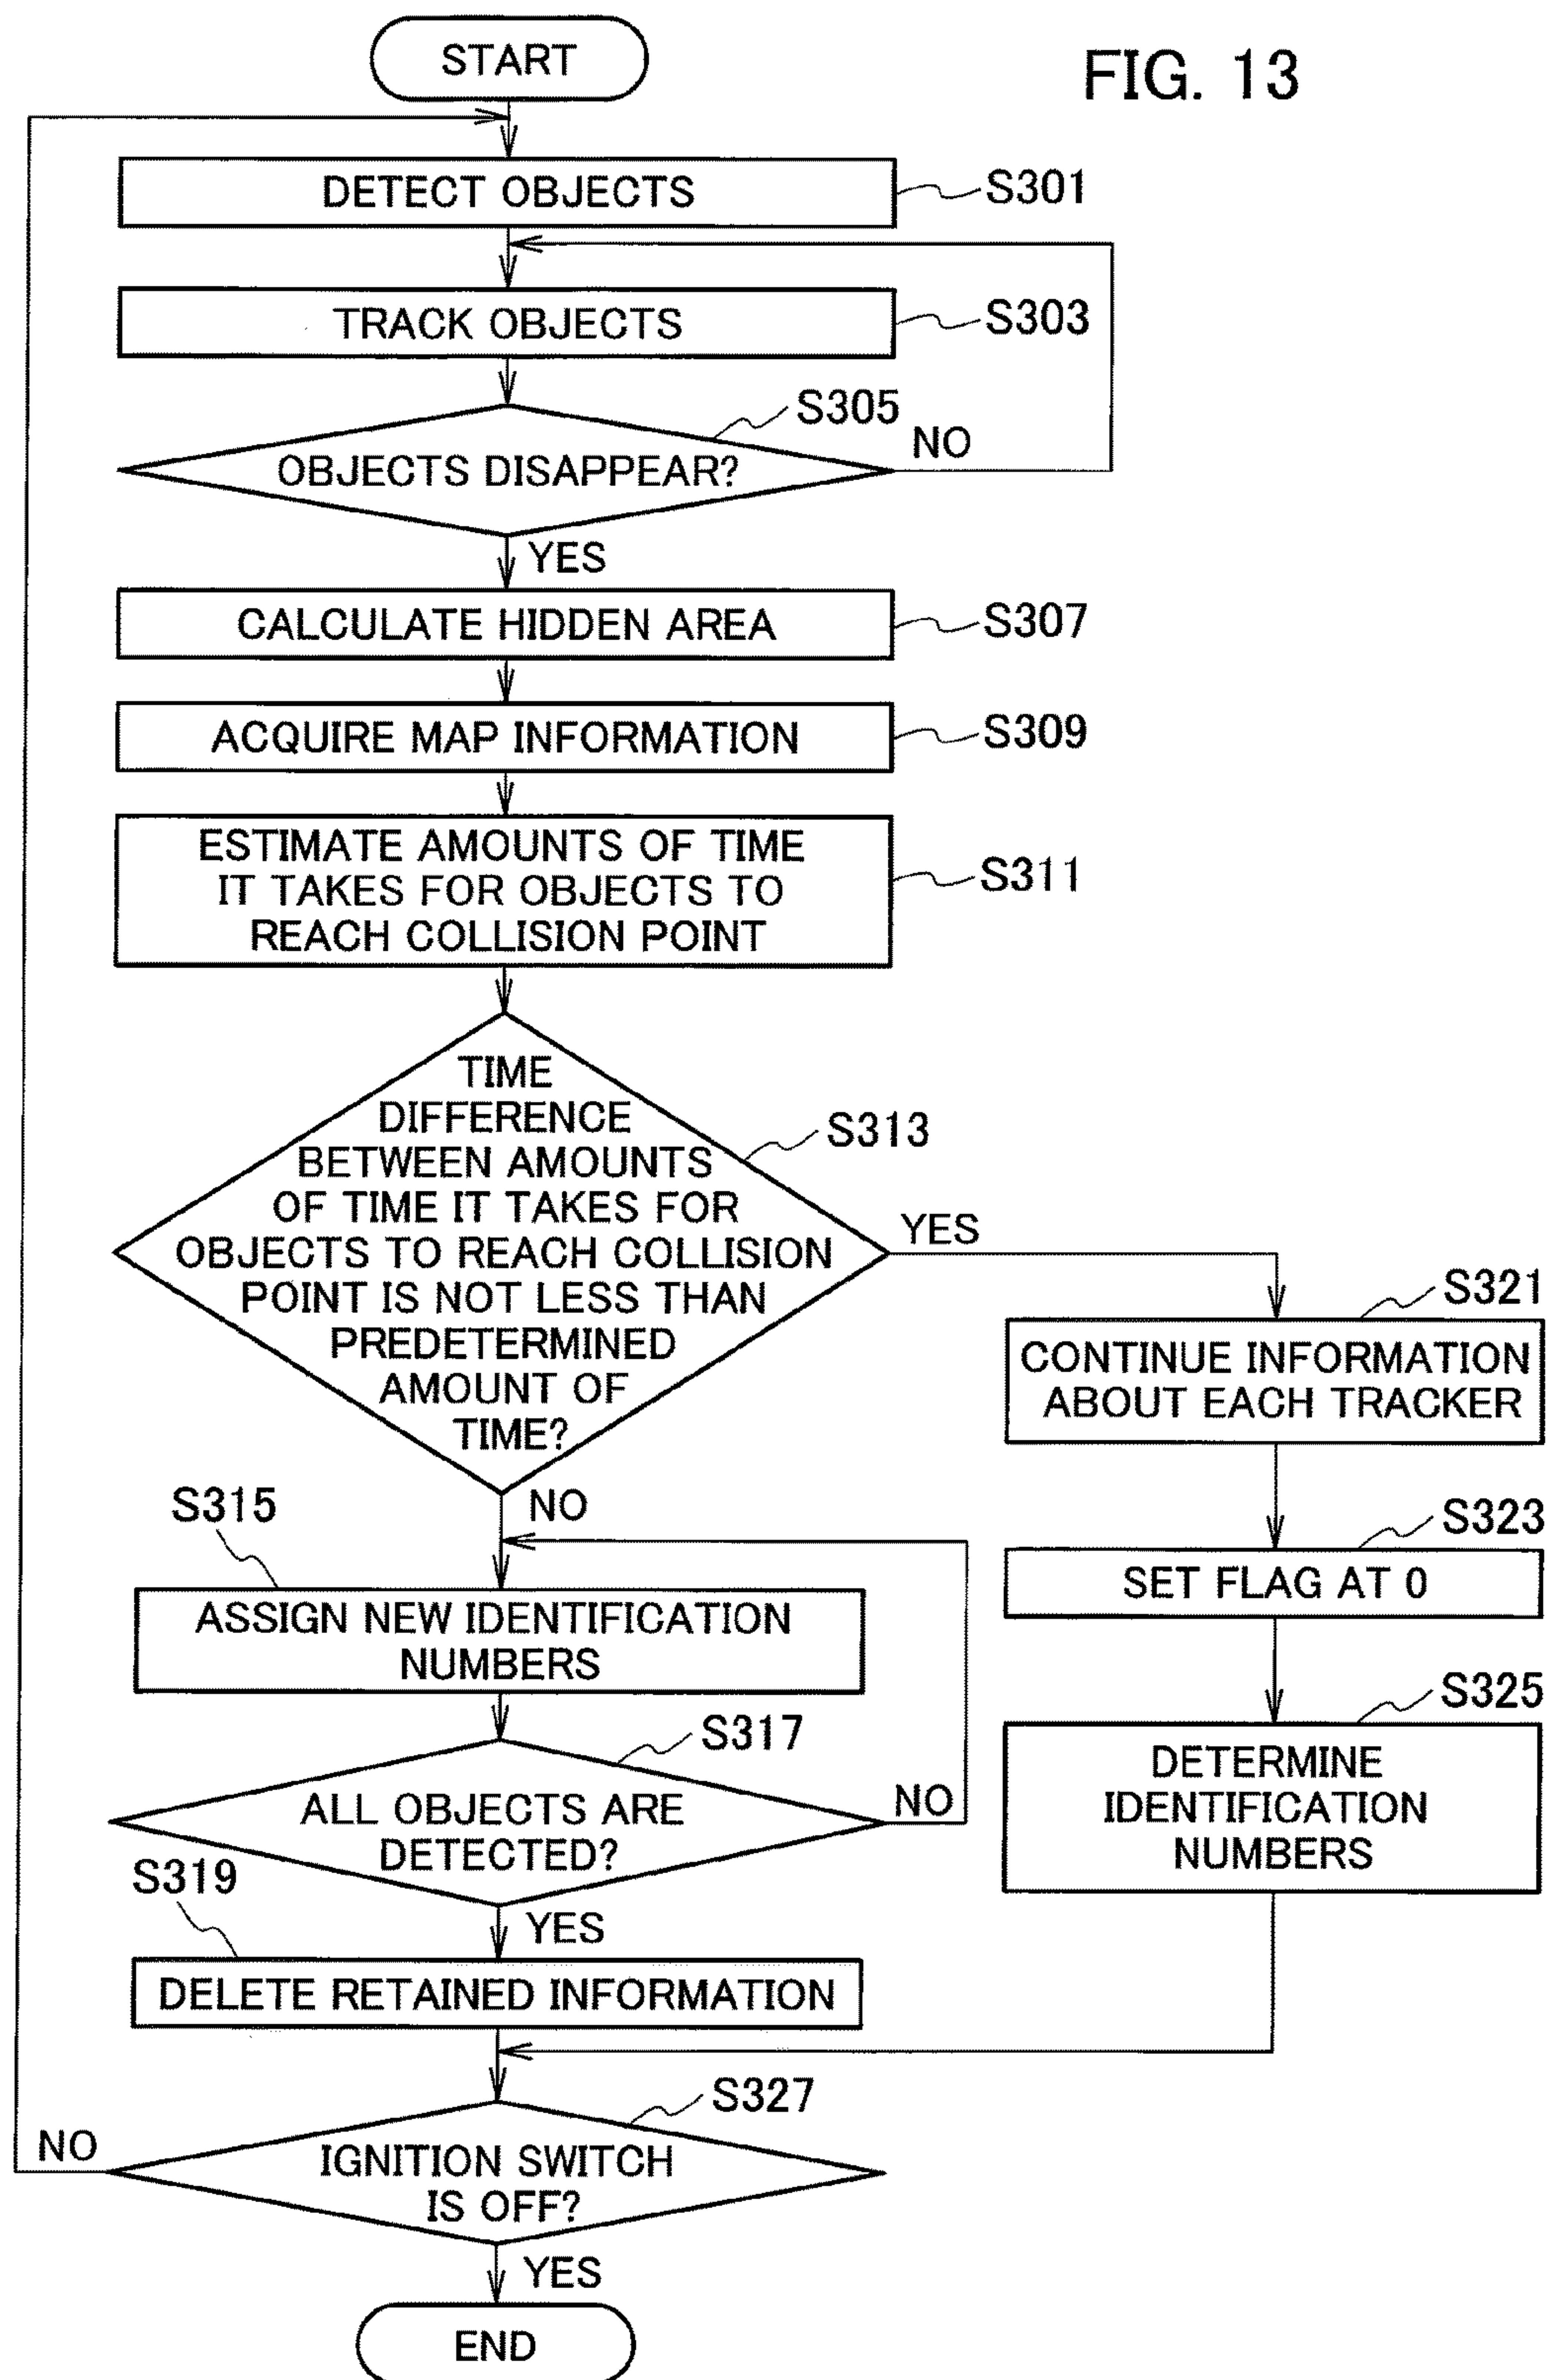 START
FIG. 13
DETECT OBJECTS
S301
TRACK OBJECTS
S303
S305
OBJECTS DISAPPEAR?
NO
YES
CALCULATE HIDDEN AREA
S307
ACQUIRE MAP INFORMATION
S309
ESTIMATE AMOUNTS OF TIME
IT TAKES FOR OBJECTS TO
REACH COLLISION POINT
S311
TIME
DIFFERENCE
BETWEEN AMOUNTS
OF TIME IT TAKES FOR
OBJECTS TO REACH COLLISION
POINT IS NOT LESS THAN
PREDETERMINED
AMOUNT OF
TIME?
S313
YES
S321
CONTINUE INFORMATION
ABOUT EACH TRACKER
NO
S315
ASSIGN NEW IDENTIFICATION
NUMBERS
S323
SET FLAG AT 0
S317
ALL OBJECTS ARE
DETECTED?
NO
S325
DETERMINE
IDENTIFICATION
NUMBERS
S319
YES
DELETE RETAINED INFORMATION
S327
NO
IGNITION SWITCH
IS OFF?
YES
END